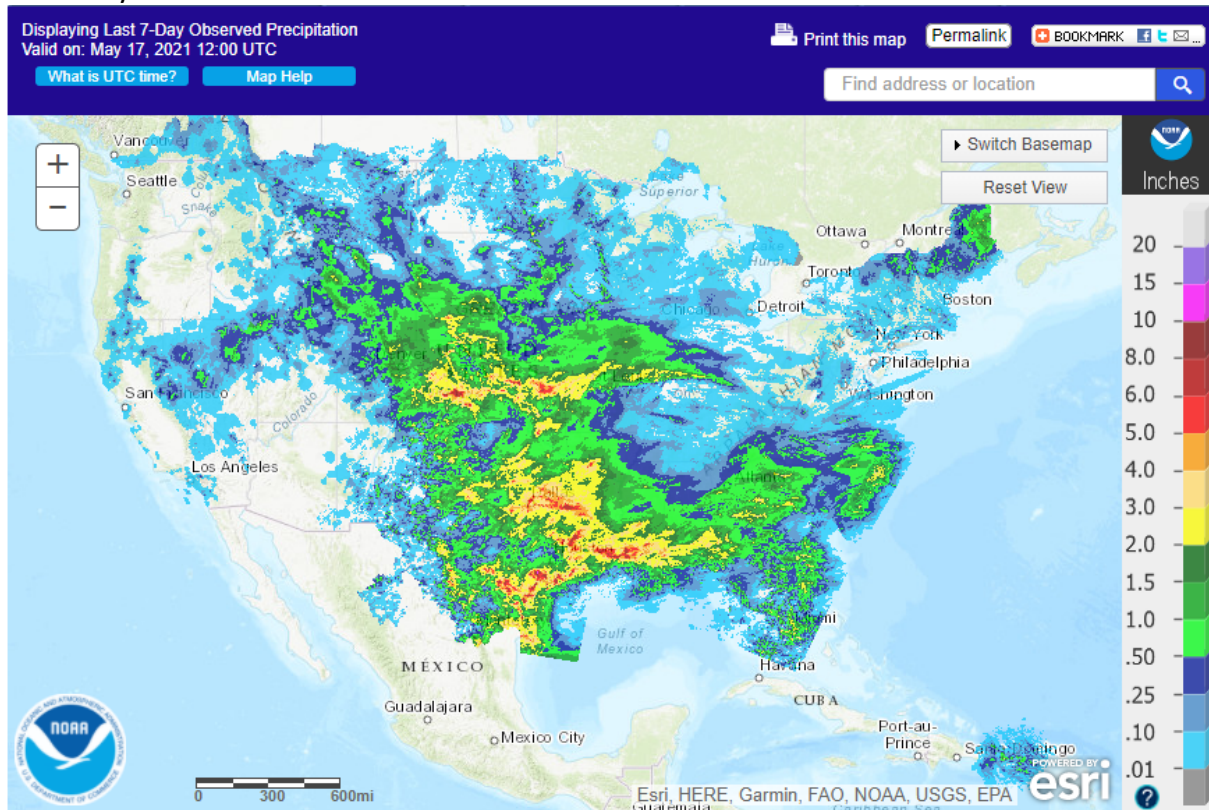 Displaying Last 7-Day Observed Precipitation
Valid on: May 17, 2021 12:00 UTC
What is UTC time?
Map Help
Print this map
Permalink
BOOKMARK
Find address or location
+
−
Switch Basemap
Reset View
NOAA
Inches
20
15
10
8.0
6.0
5.0
4.0
3.0
2.0
1.5
1.0
.50
.25
.10
.01
?
Vancouver
Seattle
Superior
Ottawa
Montreal
Toronto
Detroit
Boston
Chicago
Philadelphia
Washington
San Francisco
Colorado
Los Angeles
Gulf of
Mexico
MÉXICO
Havana
CUBA
Guadalajara
Mexico City
Port-au-
Prince
Santo Domingo
NOAA
0 300 600mi
POWERED BY
esri
Esri, HERE, Garmin, FAO, NOAA, USGS, EPA